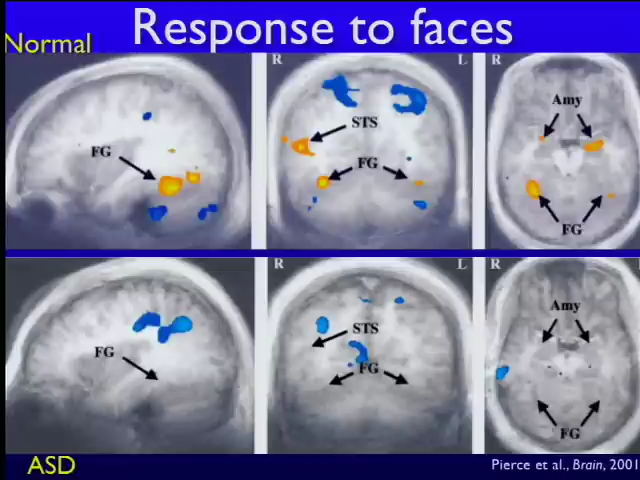 Response to faces
Normal
R
L
R
Amy
STS
FG
FG
FG
R
L
R
Amy
STS
FG
FG
FG
ASD
Pierce et al., Brain, 2001